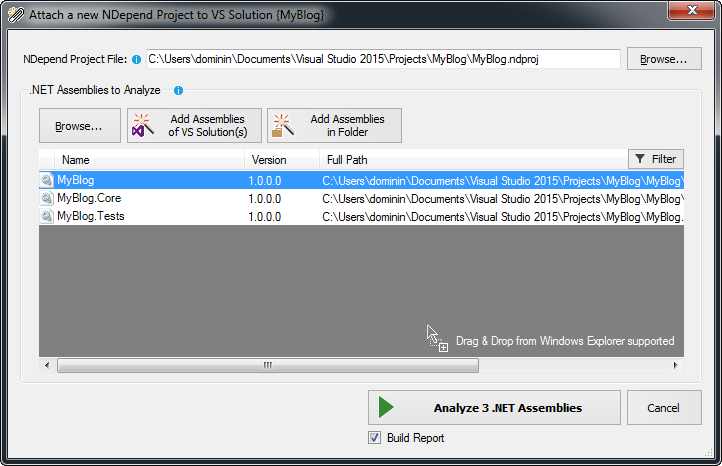 Attach a new NDepend Project to VS Solution {MyBlog}
NDepend Project File:
C:\Users\dominin\Documents\Visual Studio 2015\Projects\MyBlog\MyBlog.ndproj
Browse...
.NET Assemblies to Analyze
Browse...
Add Assemblies
of VS Solution(s)
Add Assemblies
in Folder
Name Version Full Path Filter
MyBlog 1.0.0.0 C:\Users\dominin\Documents\Visual Studio 2015\Projects\MyBlog\MyBlog\
MyBlog.Core 1.0.0.0 C:\Users\dominin\Documents\Visual Studio 2015\Projects\MyBlog\MyBlog\
MyBlog.Tests 1.0.0.0 C:\Users\dominin\Documents\Visual Studio 2015\Projects\MyBlog\MyBlog.
Drag & Drop from Windows Explorer supported
Analyze 3 .NET Assemblies
Cancel
Build Report